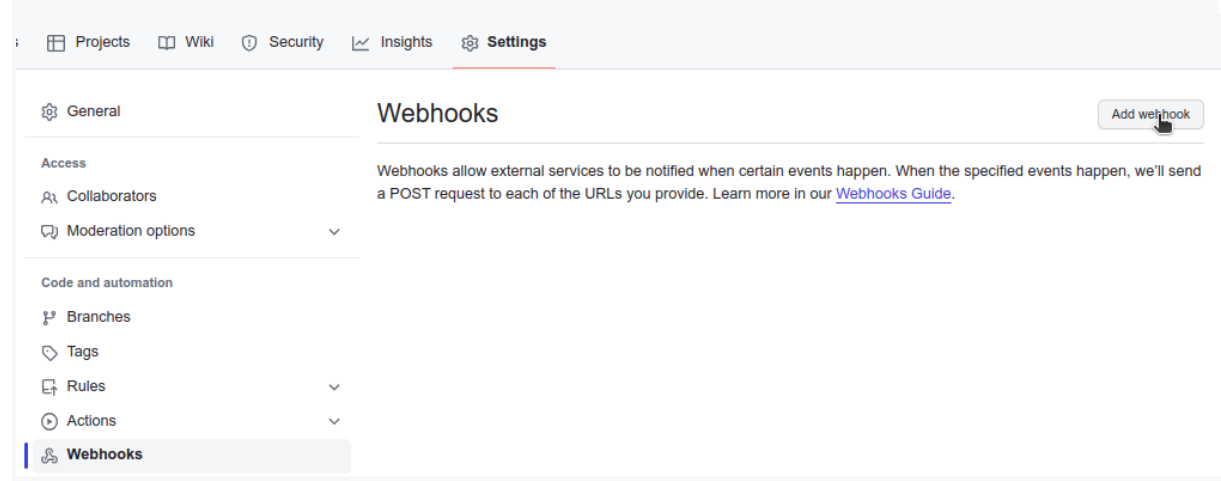 Projects Wiki Security Insights Settings
General
Access
Collaborators
Moderation options
Code and automation
Branches
Tags
Rules
Actions
Webhooks
Webhooks
Add webhook
Webhooks allow external services to be notified when certain events happen. When the specified events happen, we'll send
a POST request to each of the URLs you provide. Learn more in our Webhooks Guide.